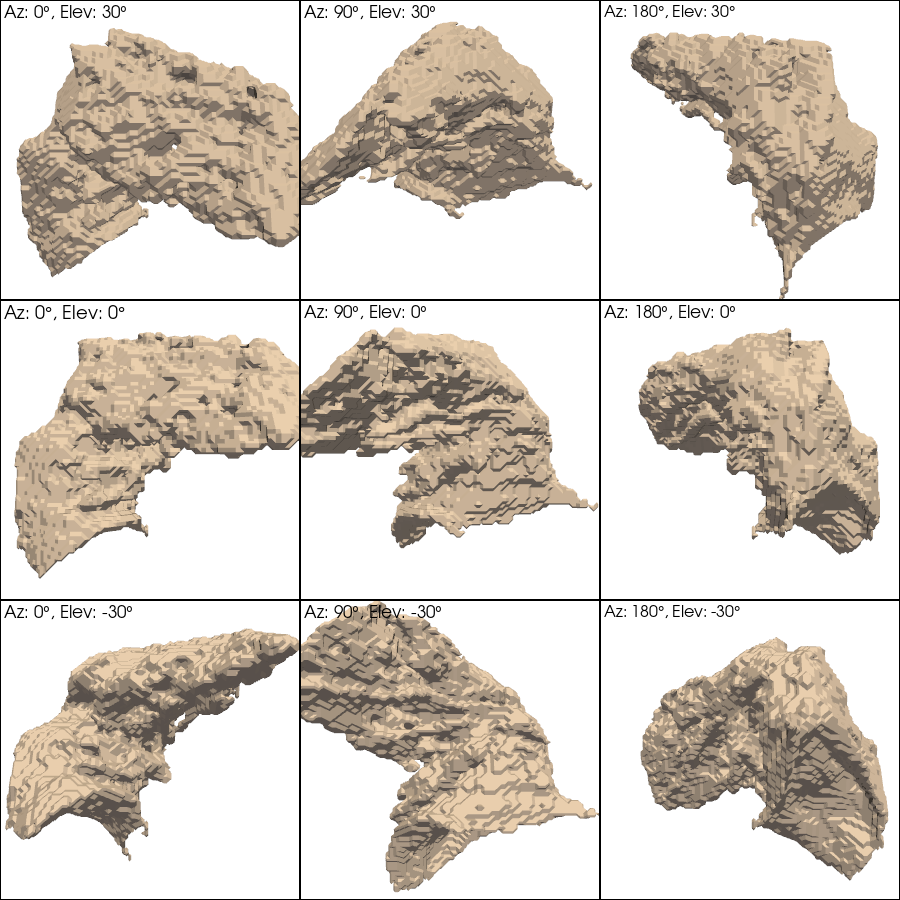 Az: 0°, Elev: 30°
Az: 90°, Elev: 30°
Az: 180°, Elev: 30°
Az: 0°, Elev: 0°
Az: 90°, Elev: 0°
Az: 180°, Elev: 0°
Az: 0°, Elev: -30°
Az: 90°, Elev: -30°
Az: 180°, Elev: -30°